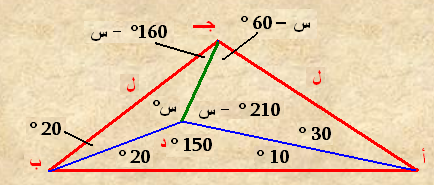 جـ
160° - س
س - 60°
ل
ل
س°
210° - س
20°
30°
20°
د
150°
10°
ب
أ